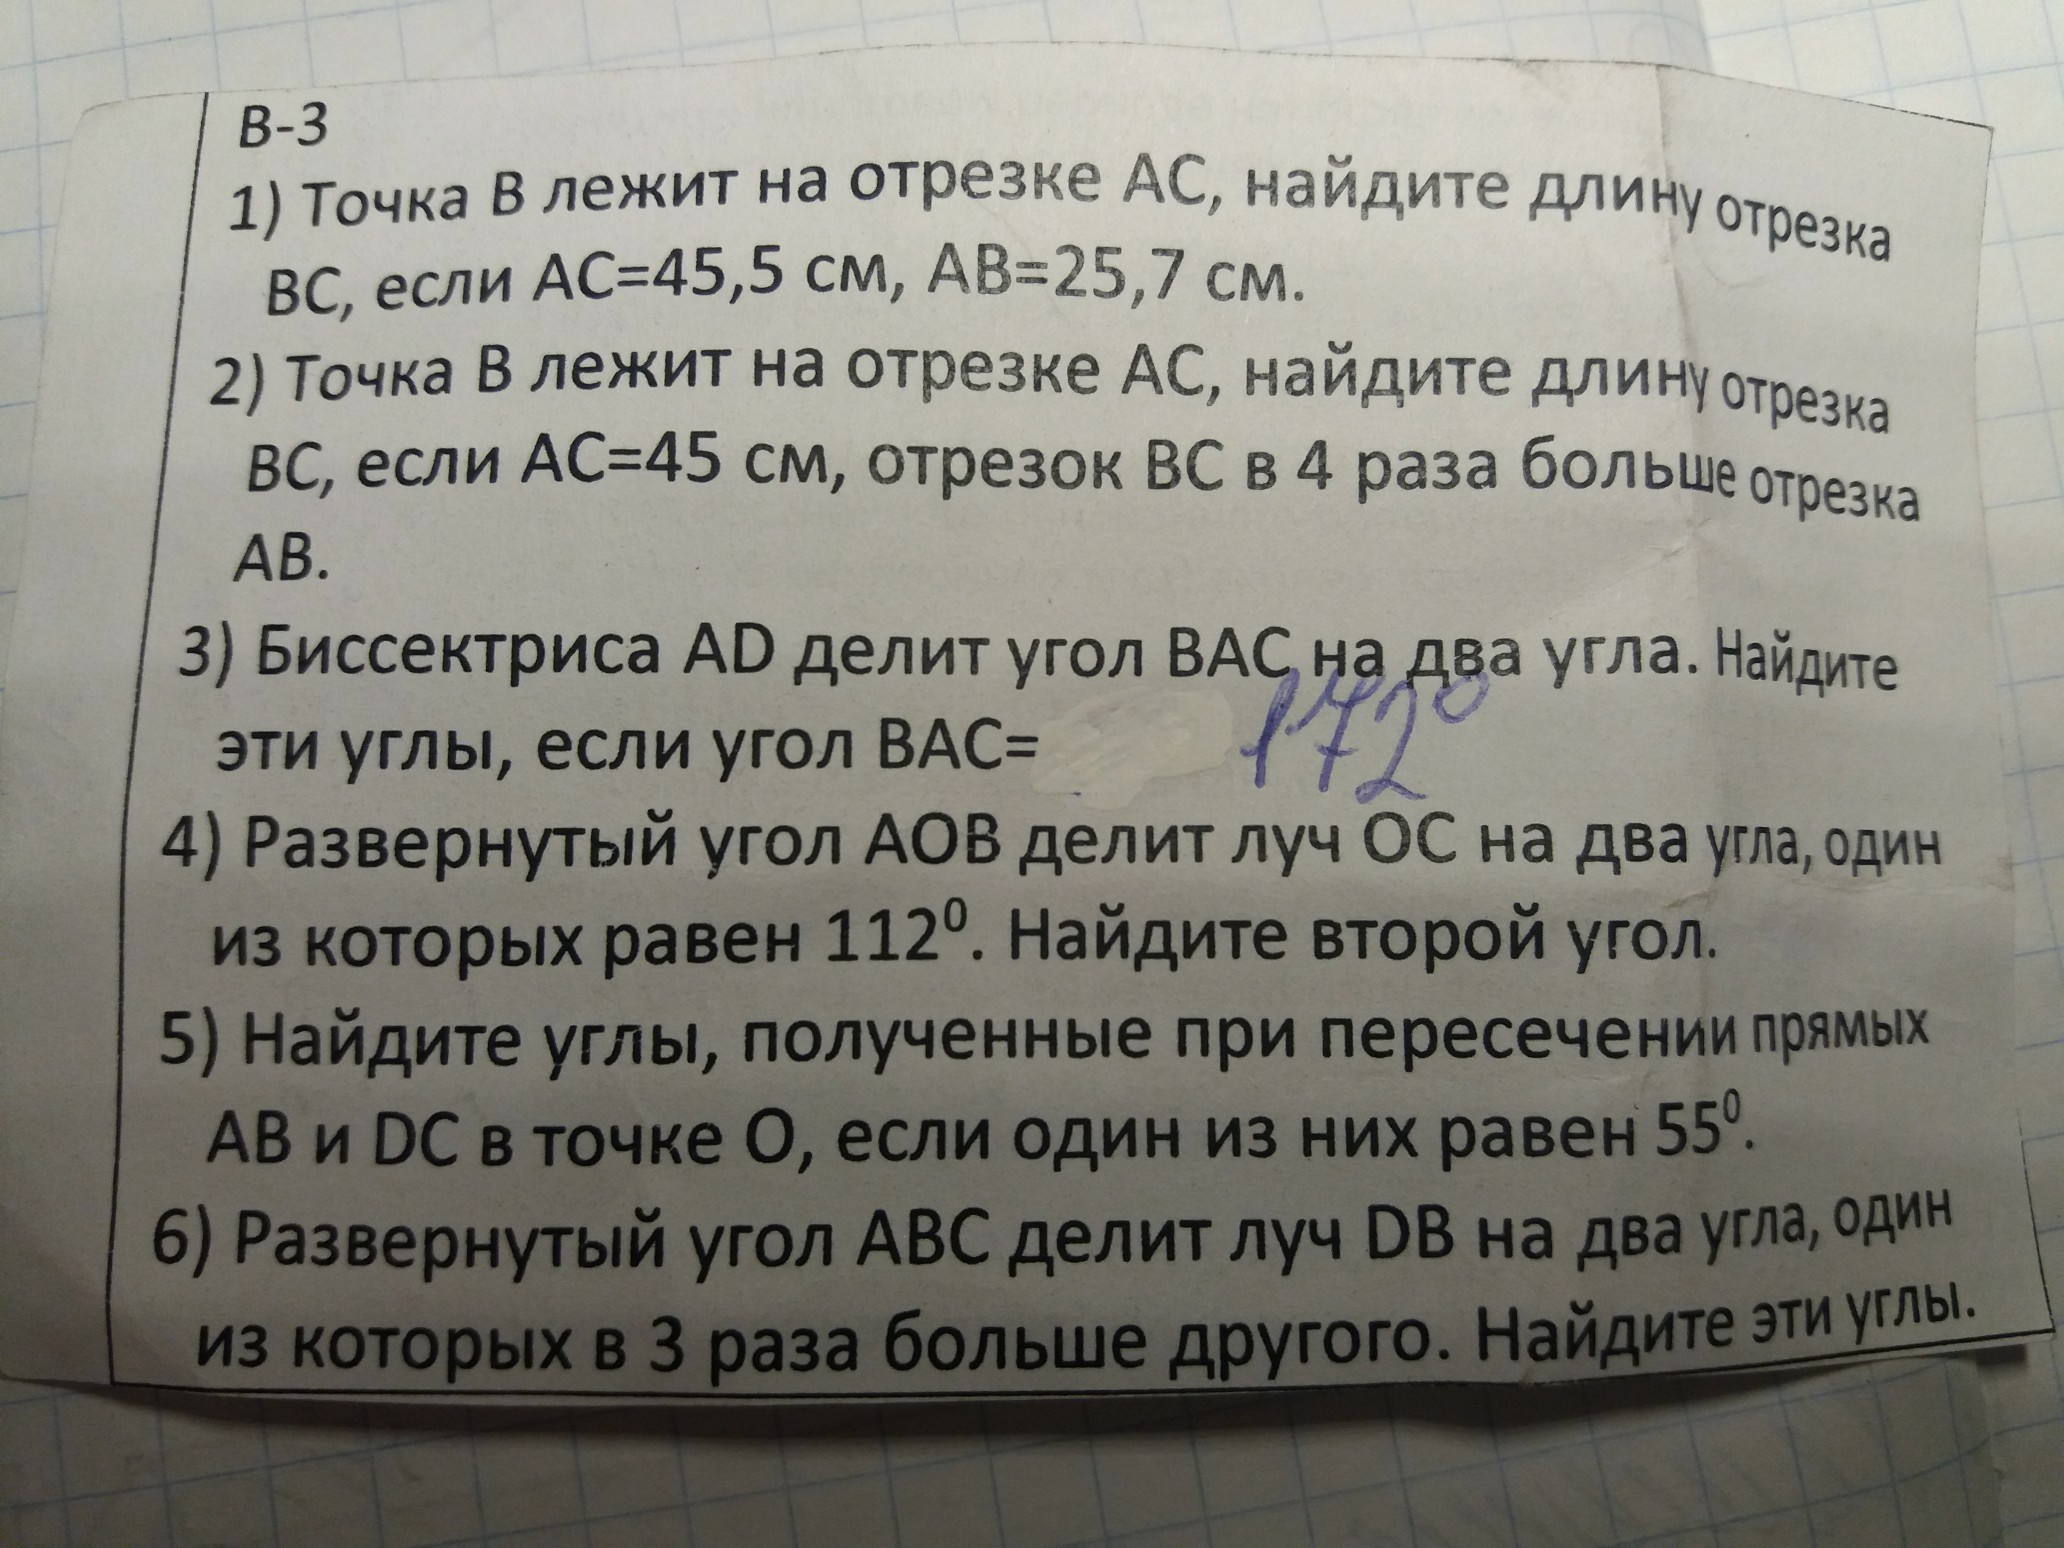 В-3
1) Точка В лежит на отрезке АС, найдите длину отрезка
ВС, если АС=45,5 см, АВ=25,7 см.
2) Точка В лежит на отрезке АС, найдите длину отрезка
ВС, если АС=45 см, отрезок ВС в 4 раза больше отрезка
АВ.
3) Биссектриса AD делит угол ВАС на два угла. Найдите
эти углы, если угол ВАС= 172⁰
4) Развернутый угол АОВ делит луч ОС на два угла, один
из которых равен 112⁰. Найдите второй угол.
5) Найдите углы, полученные при пересечении прямых
АВ и DC в точке О, если один из них равен 55⁰.
6) Развернутый угол АВС делит луч DB на два угла, один
из которых в 3 раза больше другого. Найдите эти углы.